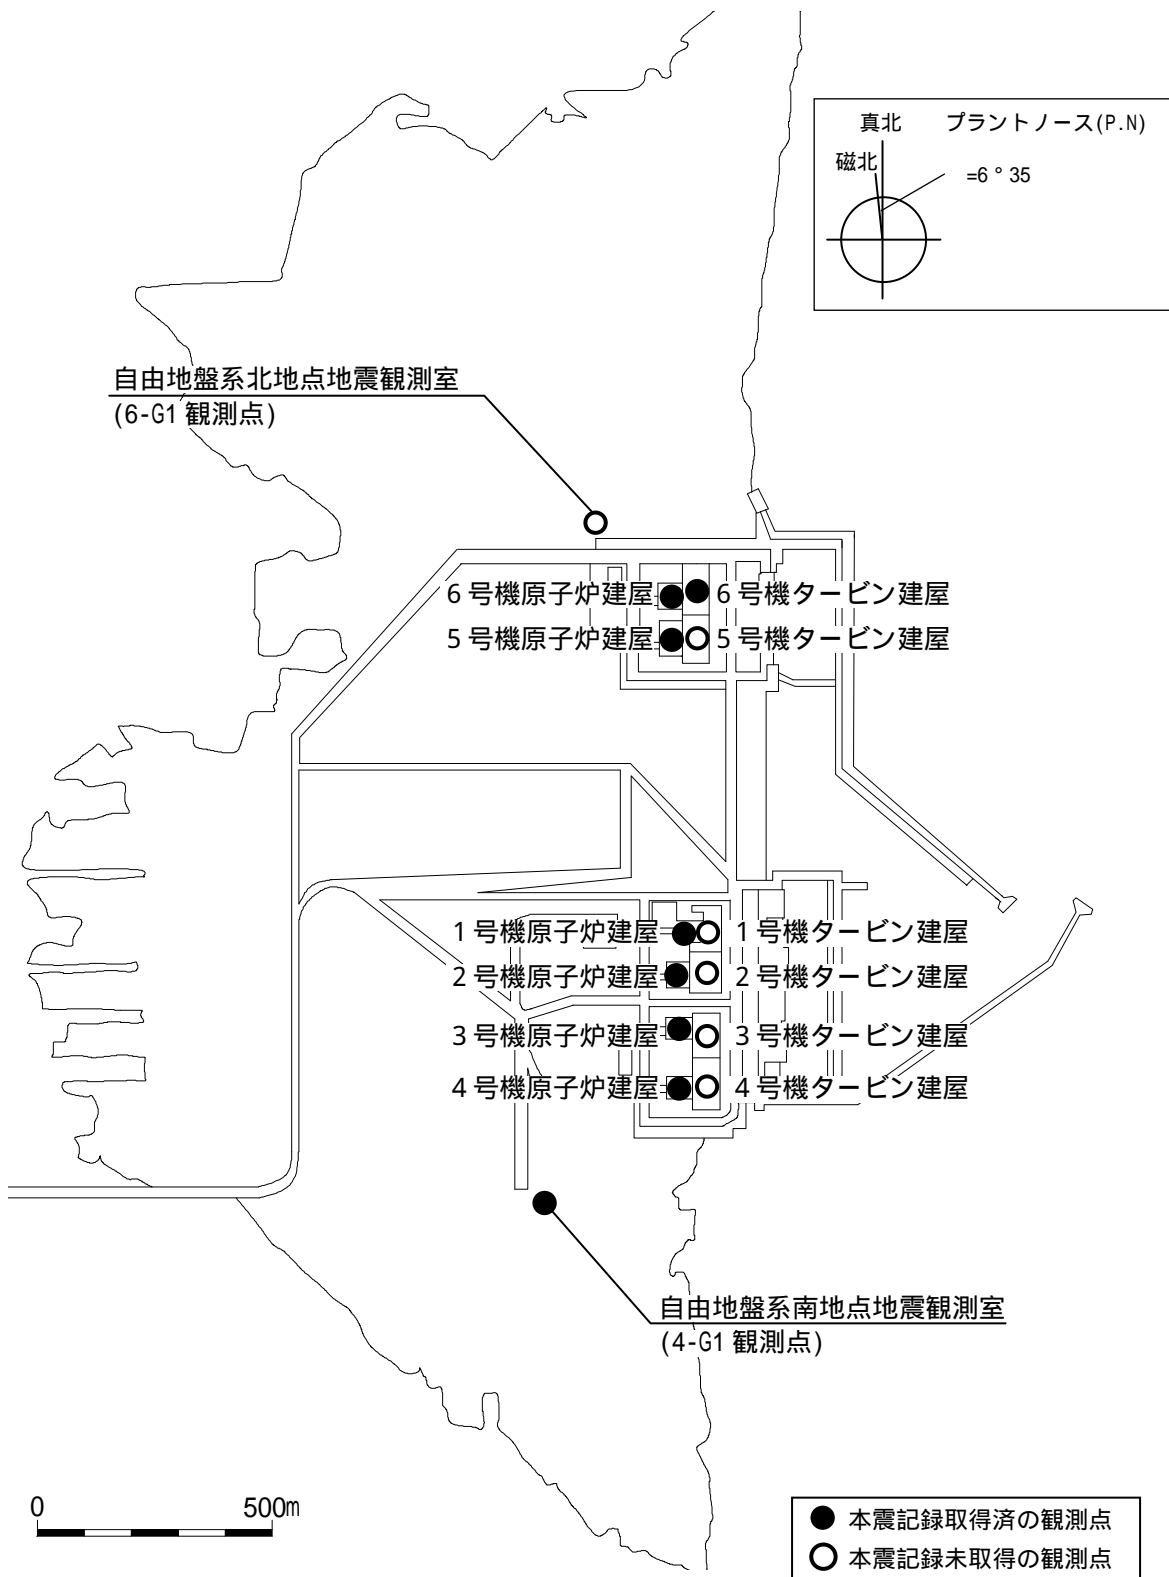 真北 プラントノース(P.N)
磁北
=6°35
自由地盤系北地点地震観測室
(6-G1 観測点)
6号機原子炉建屋 6号機タービン建屋
5号機原子炉建屋 5号機タービン建屋
1号機原子炉建屋 1号機タービン建屋
2号機原子炉建屋 2号機タービン建屋
3号機原子炉建屋 3号機タービン建屋
4号機原子炉建屋 4号機タービン建屋
自由地盤系南地点地震観測室
(4-G1 観測点)
0 500m
本震記録取得済の観測点
本震記録未取得の観測点